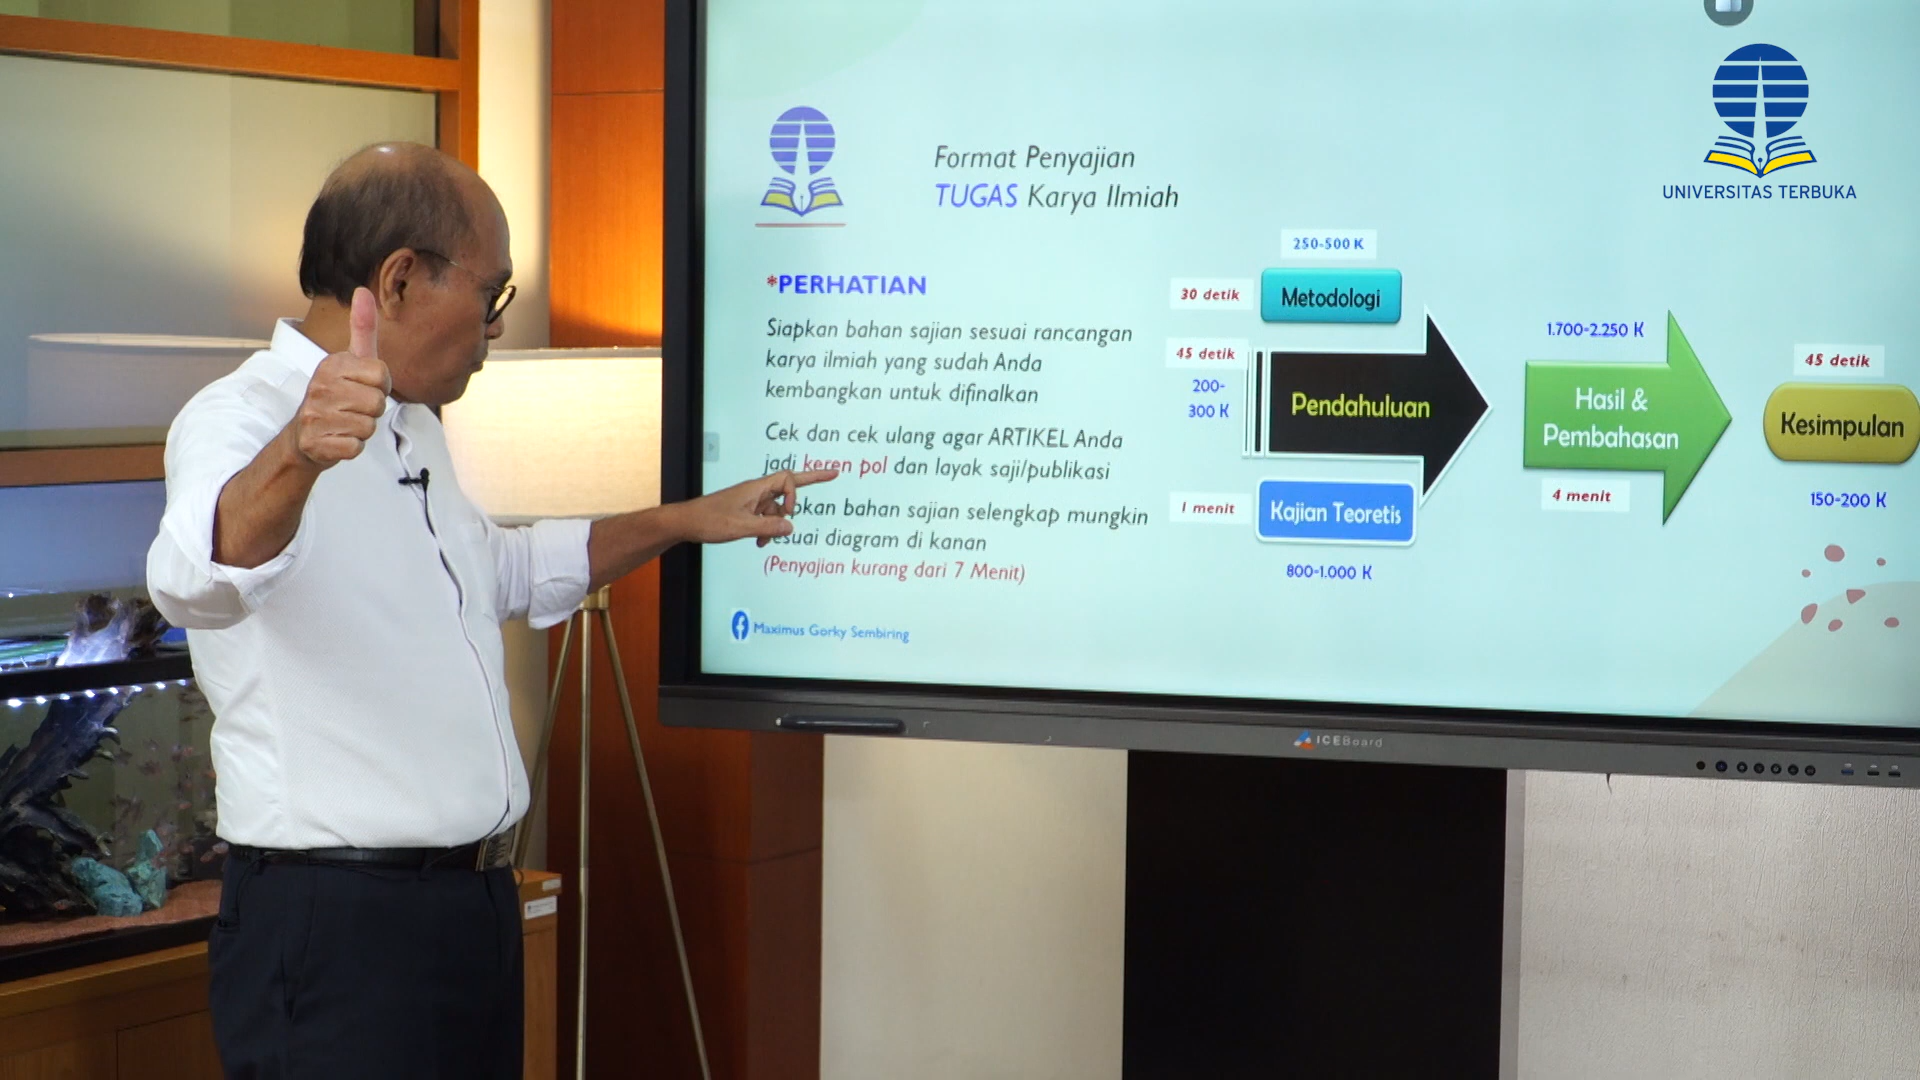 UNIVERSITAS TERBUKA
Format Penyajian
TUGAS Karya Ilmiah
*PERHATIAN
Siapkan bahan sajian sesuai rancangan
karya ilmiah yang sudah Anda
kembangkan untuk difinalkan
Cek dan cek ulang agar ARTIKEL Anda
jadi keren pol dan layak saji/publikasi
bahan sajian selengkap mungkin
diagram di kanan
(Penyajian kurang dari 7 Menit)
Maximus Gorky Sembiring
250-500 K
30 detik
Metodologi
45 detik
200-
300 K
Pendahuluan
1 menit
Kajian Teoretis
800-1.000 K
1.700-2.250 K
Hasil &
Pembahasan
4 menit
45 detik
Kesimpulan
150-200 K
ICEBoard